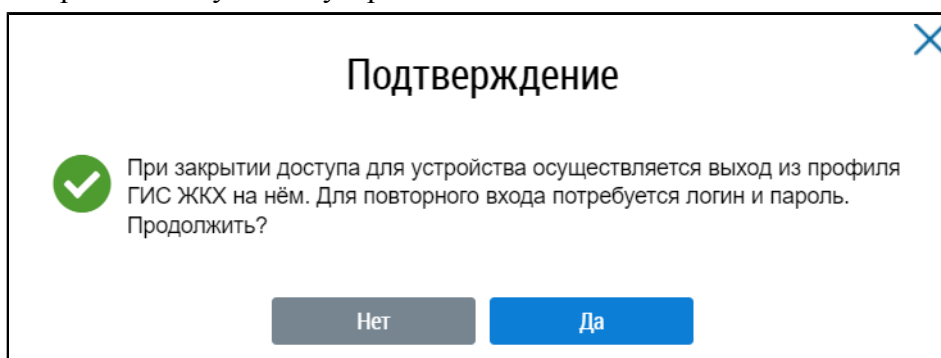 Подтверждение
При закрытии доступа для устройства осуществляется выход из профиля
ГИС ЖКХ на нём. Для повторного входа потребуется логин и пароль.
Продолжить?
Нет Да